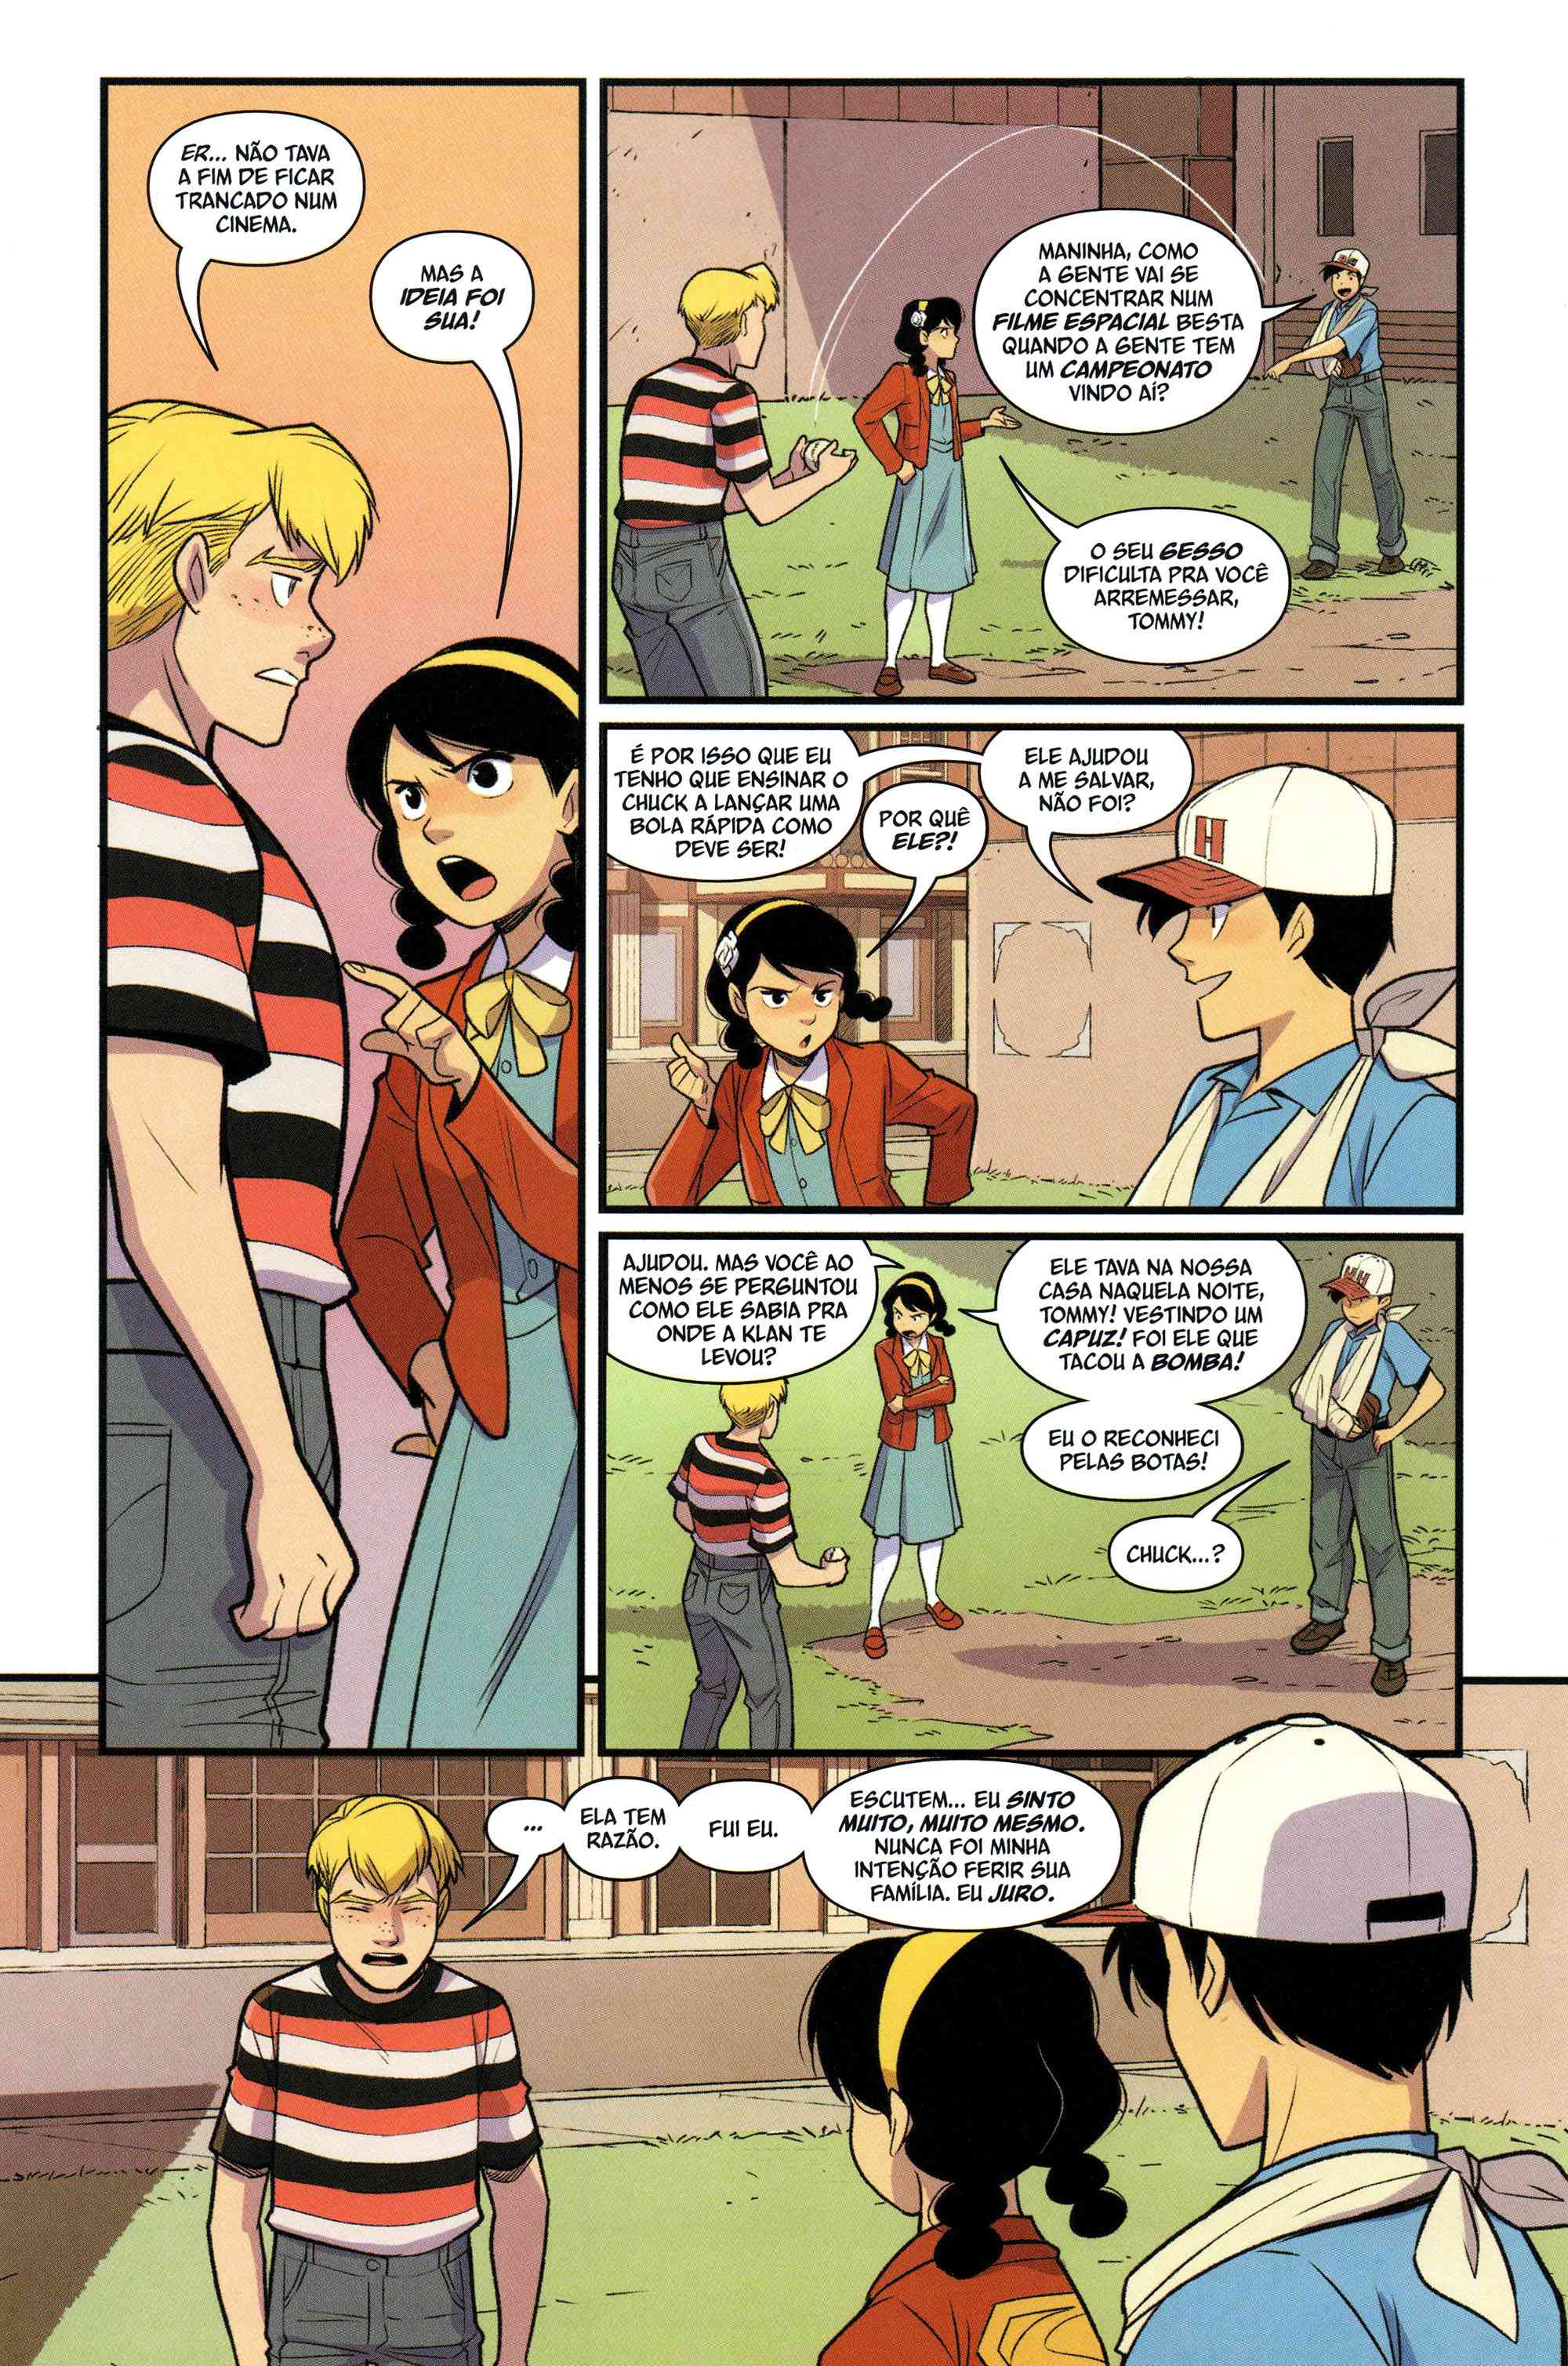 ER... NÃO TAVA
A FIM DE FICAR
TRANCADO NUM
CINEMA.
MAS A
IDEIA FOI
SUA!
MANINHA, COMO
A GENTE VAI SE
CONCENTRAR NUM
FILME ESPACIAL BESTA
QUANDO A GENTE TEM
UM CAMPEONATO
VINDO AÍ?
O SEU GESSO
DIFICULTA PRA VOCÊ
ARREMESSAR,
TOMMY!
É POR ISSO QUE EU
TENHO QUE ENSINAR O
CHUCK A LANÇAR UMA
BOLA RÁPIDA COMO
DEVE SER!
POR QUÊ
ELE?!
ELE AJUDOU
A ME SALVAR,
NÃO FOI?
H
AJUDOU. MAS VOCÊ AO
MENOS SE PERGUNTOU
COMO ELE SABIA PRA
ONDE A KLAN TE
LEVOU?
ELE TAVA NA NOSSA
CASA NAQUELA NOITE,
TOMMY! VESTINDO UM
CAPUZ! FOI ELE QUE
TACOU A BOMBA!
EU O RECONHECI
PELAS BOTAS!
CHUCK...?
HH
...
ELA TEM
RAZÃO.
FUI EU.
ESCUTEM... EU SINTO
MUITO, MUITO MESMO.
NUNCA FOI MINHA
INTENÇÃO FERIR SUA
FAMÍLIA. EU JURO.